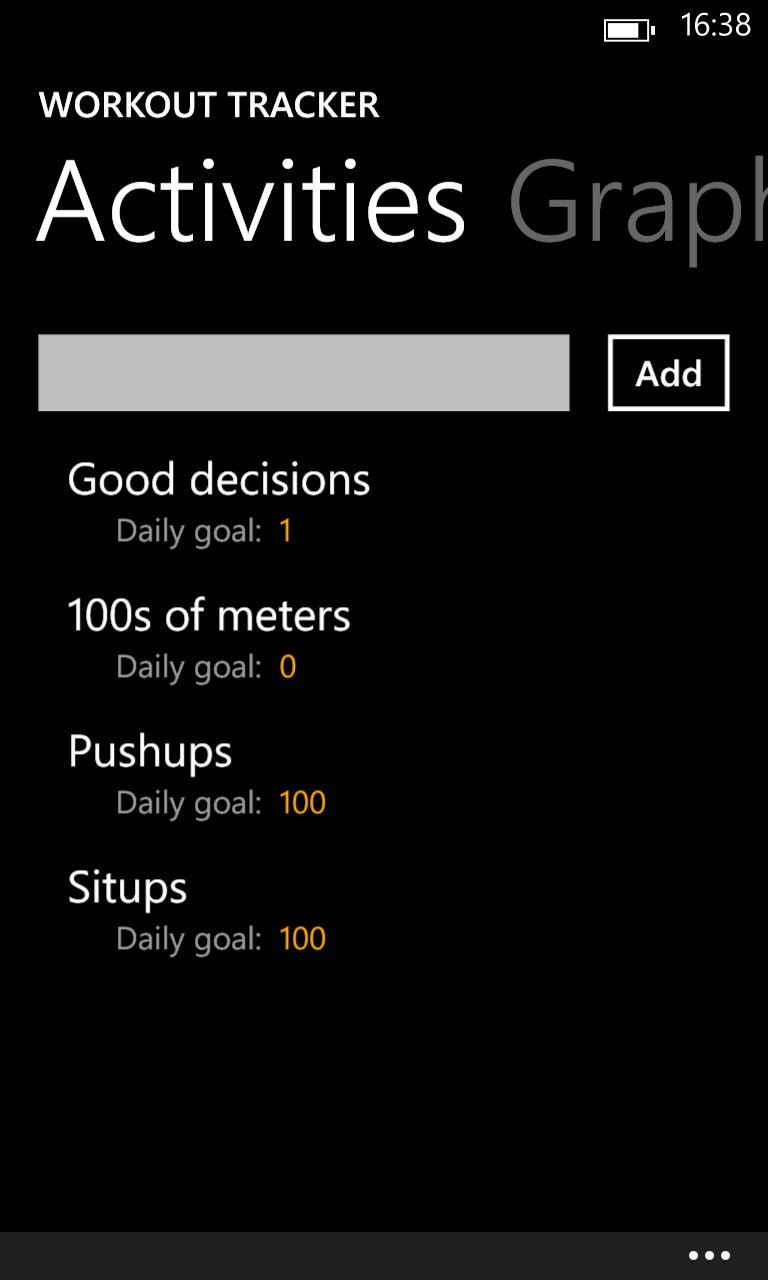 16:38
WORKOUT TRACKER
Activities Graph
Add
Good decisions
Daily goal: 1
100s of meters
Daily goal: 0
Pushups
Daily goal: 100
Situps
Daily goal: 100